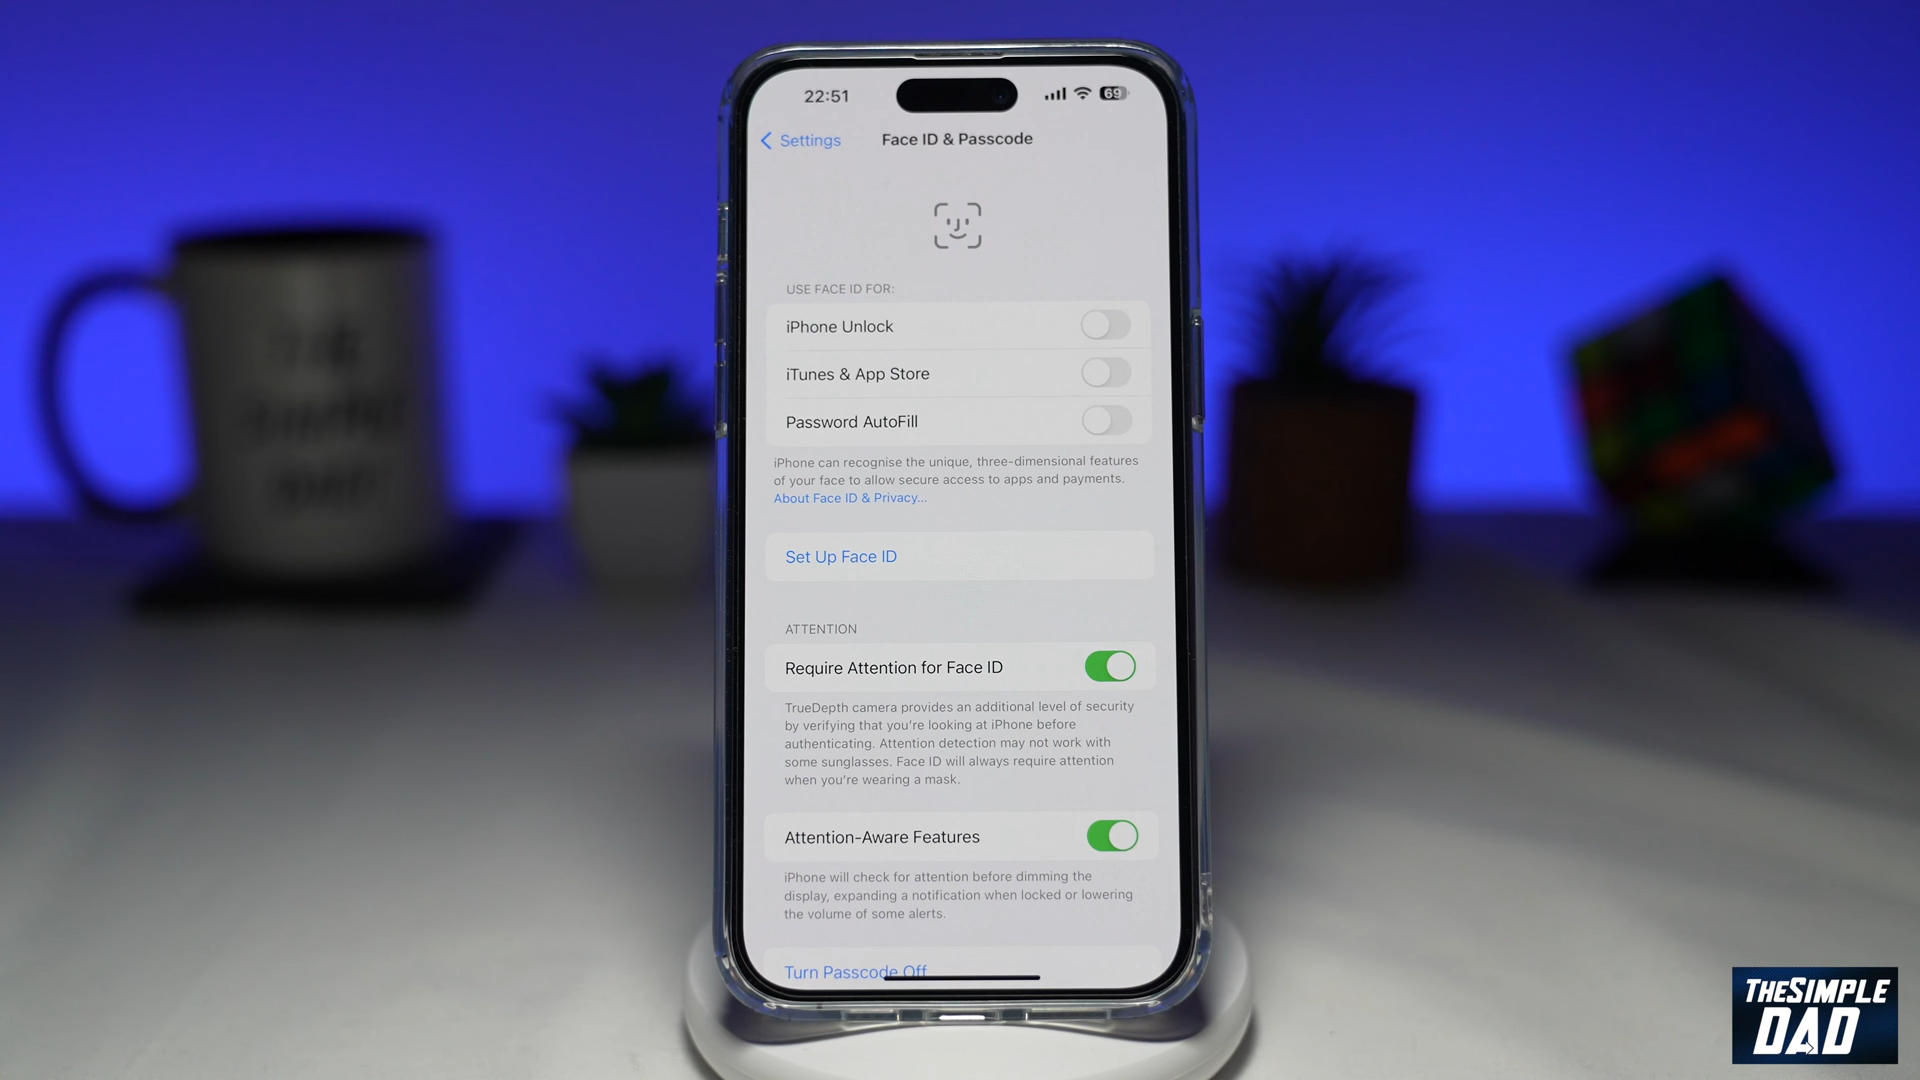 22:51
69
Settings
Face ID & Passcode
USE FACE ID FOR:
iPhone Unlock
iTunes & App Store
Password AutoFill
iPhone can recognise the unique, three-dimensional features
of your face to allow secure access to apps and payments.
About Face ID & Privacy...
Set Up Face ID
ATTENTION
Require Attention for Face ID
TrueDepth camera provides an additional level of security
by verifying that you're looking at iPhone before
authenticating. Attention detection may not work with
some sunglasses. Face ID will always require attention
when you're wearing a mask.
Attention-Aware Features
iPhone will check for attention before dimming the
display, expanding a notification when locked or lowering
the volume of some alerts.
Turn Passcode Off
THE SIMPLE
DAD